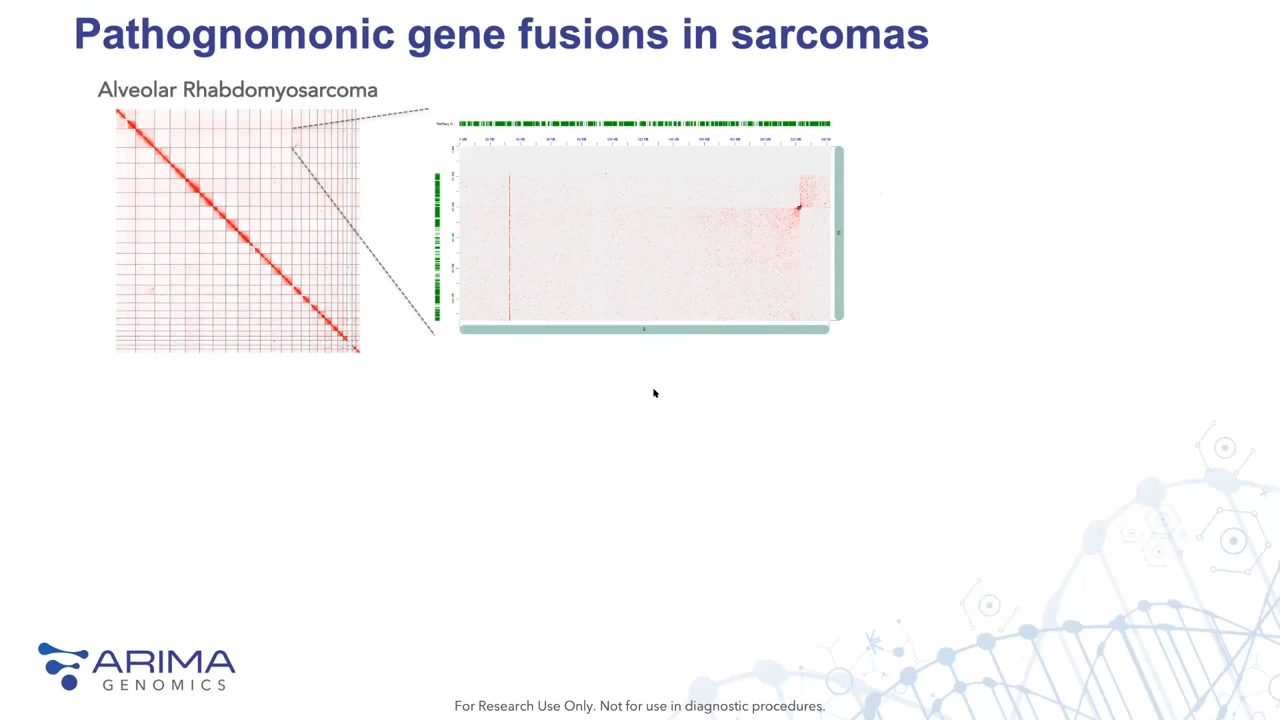 Pathognomonic gene fusions in sarcomas
Alveolar Rhabdomyosarcoma
ARIMA
GENOMICS
For Research Use Only. Not for use in diagnostic procedures.